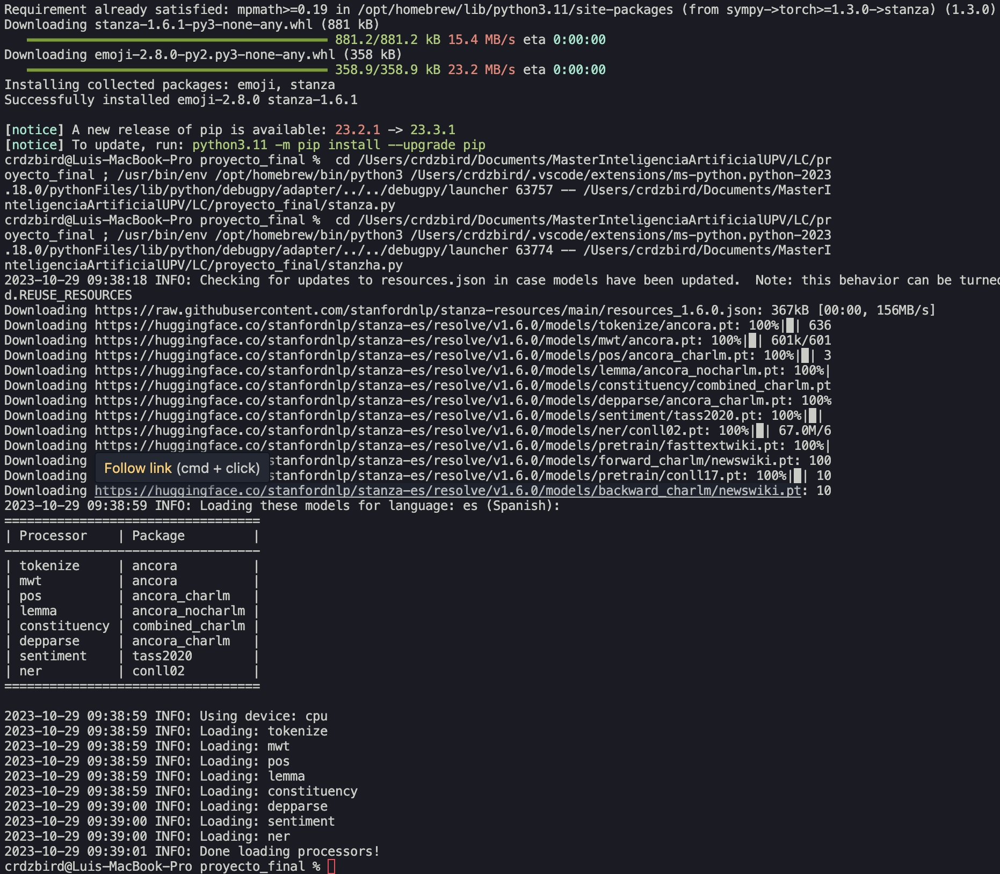 Requirement already satisfied: mpmath>=0.19 in /opt/homebrew/lib/python3.11/site-packages (from sympy->torch>=1.3.0->stanza) (1.3.0)
Downloading stanza-1.6.1-py3-none-any.whl (881 kB)
881.2/881.2 kB 15.4 MB/s eta 0:00:00
Downloading emoji-2.8.0-py2.py3-none-any.whl (358 kB)
358.9/358.9 kB 23.2 MB/s eta 0:00:00
Installing collected packages: emoji, stanza
Successfully installed emoji-2.8.0 stanza-1.6.1
[notice] A new release of pip is available: 23.2.1 -> 23.3.1
[notice] To update, run: python3.11 -m pip install --upgrade pip
crdzbird@Luis-MacBook-Pro proyecto_final %  cd /Users/crdzbird/Documents/MasterInteligenciaArtificialUPV/LC/pr
oyecto_final ; /usr/bin/env /opt/homebrew/bin/python3 /Users/crdzbird/.vscode/extensions/ms-python.python-2023
.18.0/pythonFiles/lib/python/debugpy/adapter/../../debugpy/launcher 63757 -- /Users/crdzbird/Documents/MasterI
nteligenciaArtificialUPV/LC/proyecto_final/stanza.py
crdzbird@Luis-MacBook-Pro proyecto_final %  cd /Users/crdzbird/Documents/MasterInteligenciaArtificialUPV/LC/pr
oyecto_final ; /usr/bin/env /opt/homebrew/bin/python3 /Users/crdzbird/.vscode/extensions/ms-python.python-2023
.18.0/pythonFiles/lib/python/debugpy/adapter/../../debugpy/launcher 63774 -- /Users/crdzbird/Documents/MasterI
nteligenciaArtificialUPV/LC/proyecto_final/stanzha.py
2023-10-29 09:38:18 INFO: Checking for updates to resources.json in case models have been updated.  Note: this behavior can be turned
d.REUSE_RESOURCES
Downloading https://raw.githubusercontent.com/stanfordnlp/stanza-resources/main/resources_1.6.0.json: 367kB [00:00, 156MB/s]
Downloading https://huggingface.co/stanfordnlp/stanza-es/resolve/v1.6.0/models/tokenize/ancora.pt: 100%|█| 636
Downloading https://huggingface.co/stanfordnlp/stanza-es/resolve/v1.6.0/models/mwt/ancora.pt: 100%|█| 601k/601
Downloading https://huggingface.co/stanfordnlp/stanza-es/resolve/v1.6.0/models/pos/ancora_charlm.pt: 100%|█| 3
Downloading https://huggingface.co/stanfordnlp/stanza-es/resolve/v1.6.0/models/lemma/ancora_nocharlm.pt: 100%|
Downloading https://huggingface.co/stanfordnlp/stanza-es/resolve/v1.6.0/models/constituency/combined_charlm.pt
Downloading https://huggingface.co/stanfordnlp/stanza-es/resolve/v1.6.0/models/depparse/ancora_charlm.pt: 100%
Downloading https://huggingface.co/stanfordnlp/stanza-es/resolve/v1.6.0/models/sentiment/tass2020.pt: 100%|█|
Downloading https://huggingface.co/stanfordnlp/stanza-es/resolve/v1.6.0/models/ner/conll02.pt: 100%|█| 67.0M/6
Downloading https://huggingface.co/stanfordnlp/stanza-es/resolve/v1.6.0/models/pretrain/fasttextwiki.pt: 100%|
Downloading stanfordnlp/stanza-es/resolve/v1.6.0/models/forward_charlm/newswiki.pt: 100
Follow link (cmd + click)
Downloading stanfordnlp/stanza-es/resolve/v1.6.0/models/pretrain/conll17.pt: 100%|█| 10
Downloading https://huggingface.co/stanfordnlp/stanza-es/resolve/v1.6.0/models/backward_charlm/newswiki.pt: 10
2023-10-29 09:38:59 INFO: Loading these models for language: es (Spanish):
==================================
| Processor    | Package         |
----------------------------------
| tokenize     | ancora          |
| mwt          | ancora          |
| pos          | ancora_charlm   |
| lemma        | ancora_nocharlm |
| constituency | combined_charlm |
| depparse     | ancora_charlm   |
| sentiment    | tass2020        |
| ner          | conll02         |
==================================
2023-10-29 09:38:59 INFO: Using device: cpu
2023-10-29 09:38:59 INFO: Loading: tokenize
2023-10-29 09:38:59 INFO: Loading: mwt
2023-10-29 09:38:59 INFO: Loading: pos
2023-10-29 09:38:59 INFO: Loading: lemma
2023-10-29 09:38:59 INFO: Loading: constituency
2023-10-29 09:39:00 INFO: Loading: depparse
2023-10-29 09:39:00 INFO: Loading: sentiment
2023-10-29 09:39:00 INFO: Loading: ner
2023-10-29 09:39:01 INFO: Done loading processors!
crdzbird@Luis-MacBook-Pro proyecto_final %